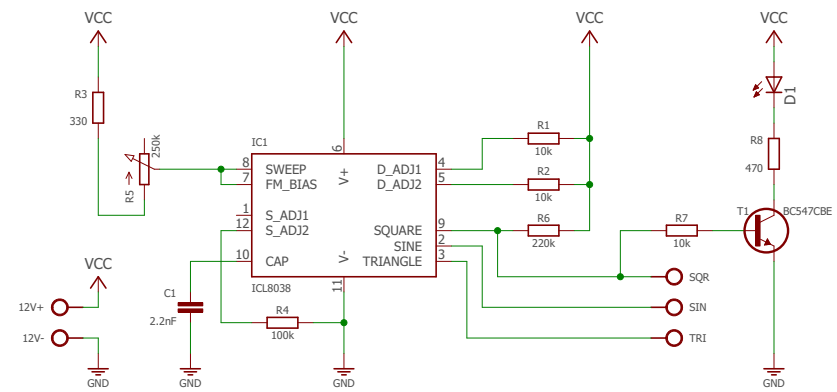 VCC
VCC
VCC
VCC
R3
330
250k
R5
IC1
8
SWEEP
7
FM_BIAS
1
S_ADJ1
12
S_ADJ2
10
CAP
6
V+
V-
11
D_ADJ1
4
D_ADJ2
5
SQUARE
9
SINE
2
TRIANGLE
3
ICL8038
R1
10k
R2
10k
R6
220k
D1
R8
470
T1
BC547CBE
R7
10k
VCC
12V+
12V-
C1
2.2nF
R4
100k
SQR
SIN
TRI
GND
GND
GND
GND